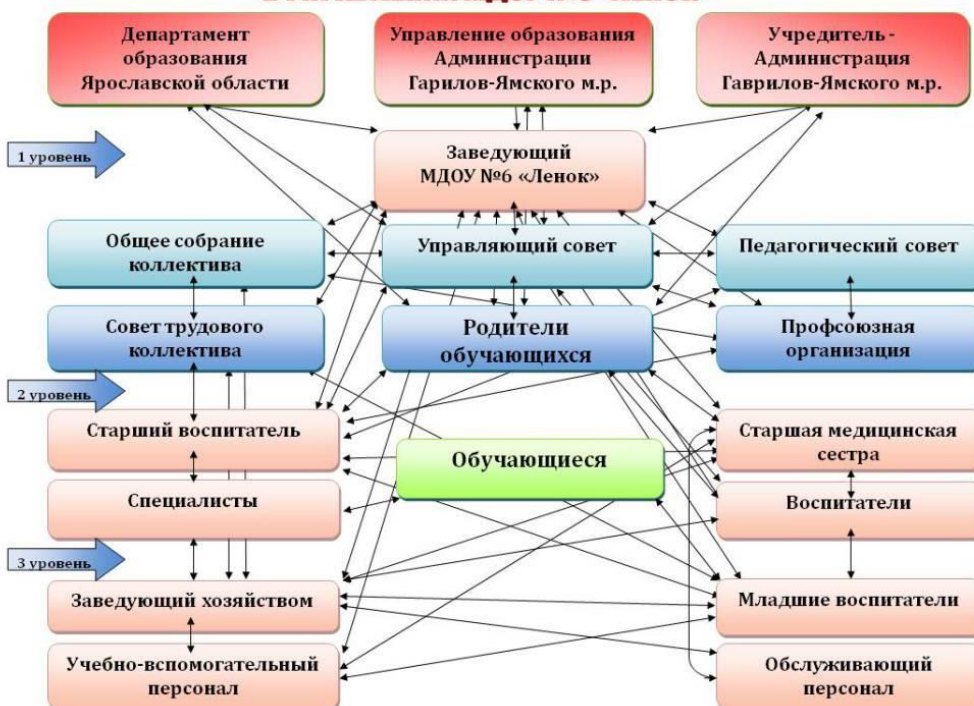 Департамент
образования
Ярославской области
Управление образования
Администрации
Гарилов-Ямского м.р.
Учредитель -
Администрация
Гаврилов-Ямского м.р.
1 уровень
Заведующий
МДОУ №6 «Ленок»
Общее собрание
коллектива
Управляющий совет
Педагогический совет
Совет трудового
коллектива
Родители
обучающихся
Профсоюзная
организация
2 уровень
Старший воспитатель
Обучающиеся
Старшая медицинская
сестра
Специалисты
Воспитатели
3 уровень
Заведующий хозяйством
Младшие воспитатели
Учебно-вспомогательный
персонал
Обслуживающий
персонал